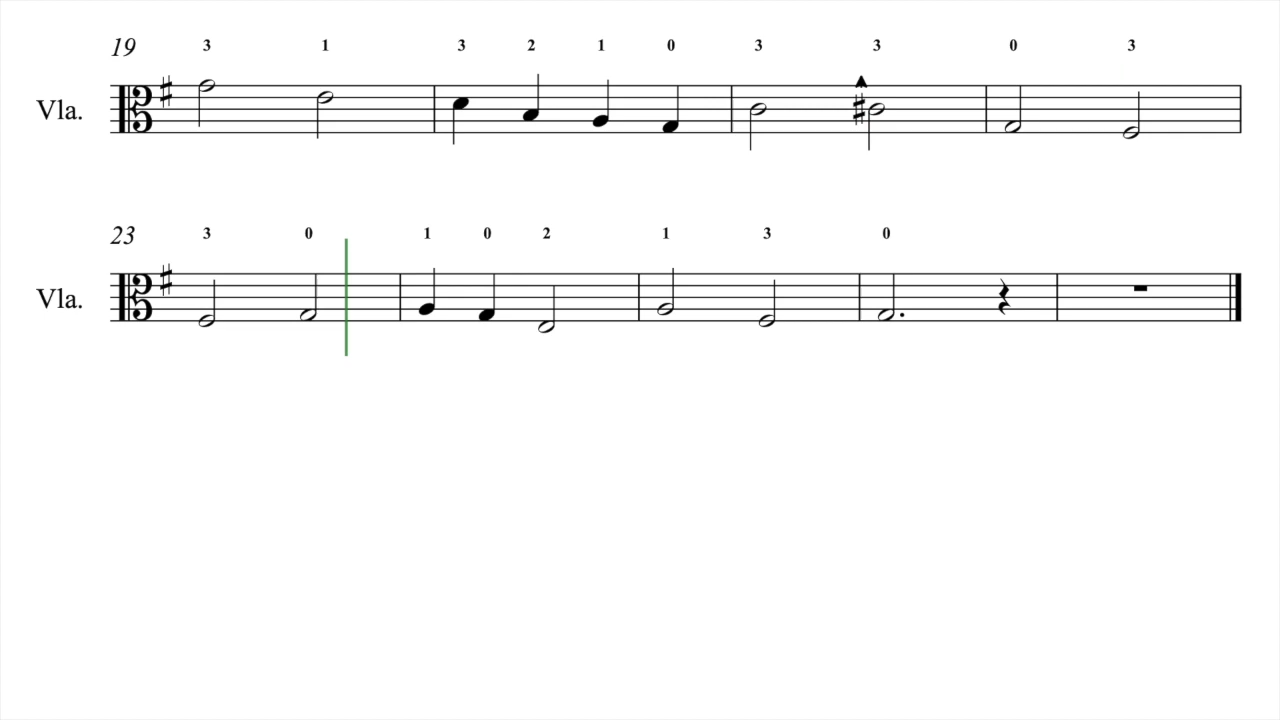 19 3 1 3 2 1 0 3 3 0 3
Vla.
23 3 0 1 0 2 1 3 0
Vla.